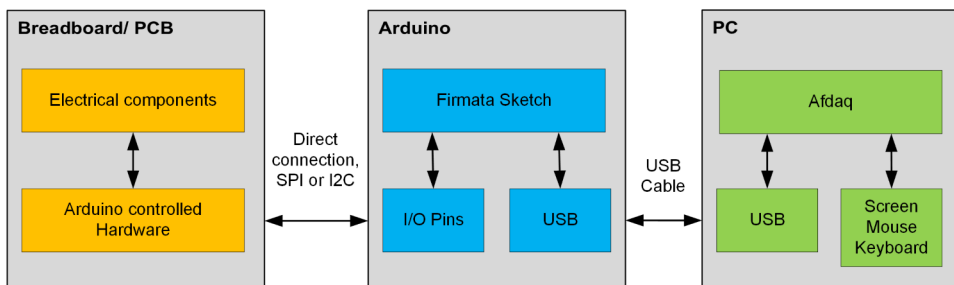 Breadboard/ PCB
Electrical components
Arduino controlled
Hardware
Direct
connection,
SPI or I2C
Arduino
Firmata Sketch
I/O Pins
USB
USB
Cable
PC
Afdaq
USB
Screen
Mouse
Keyboard